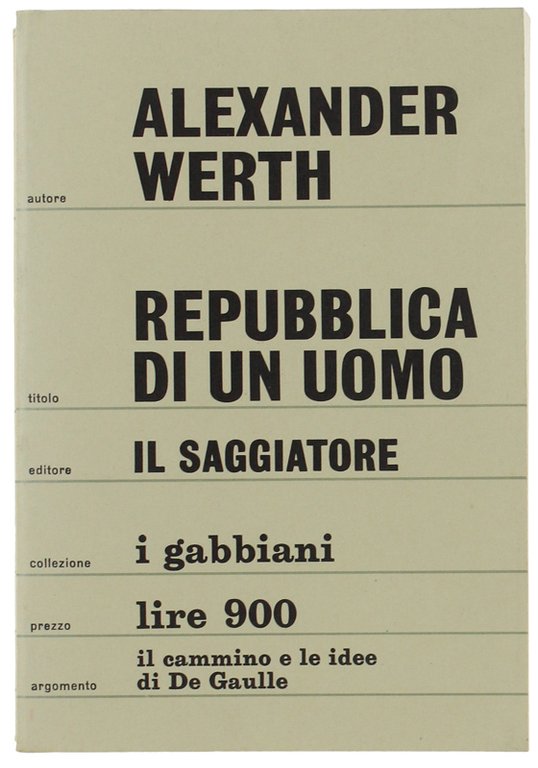 ALEXANDER
autore WERTH
REPUBBLICA
titolo DI UN UOMO
editore IL SAGGIATORE
collezione i gabbiani
prezzo lire 900
il cammino e le idee
argomento di De Gaulle